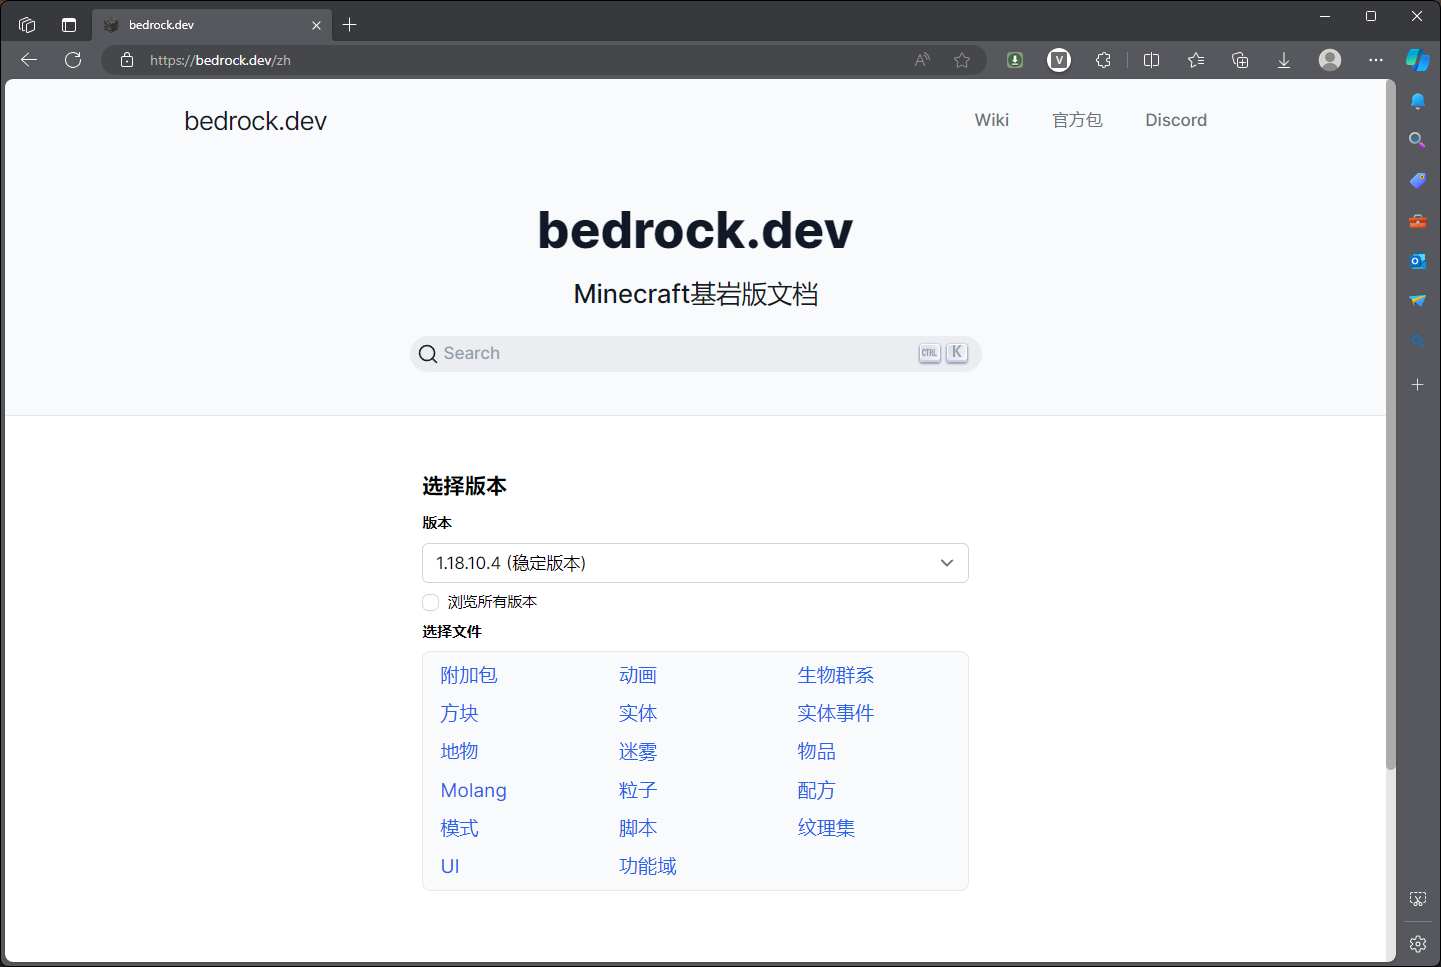 bedrock.dev
https://bedrock.dev/zh
bedrock.dev
Wiki
官方包
Discord
bedrock.dev
Minecraft基岩版文档
Search
CTRL
K
选择版本
版本
1.18.10.4 (稳定版本)
浏览所有版本
选择文件
附加包 动画 生物群系
方块 实体 实体事件
地物 迷雾 物品
Molang 粒子 配方
模式 脚本 纹理集
UI 功能域